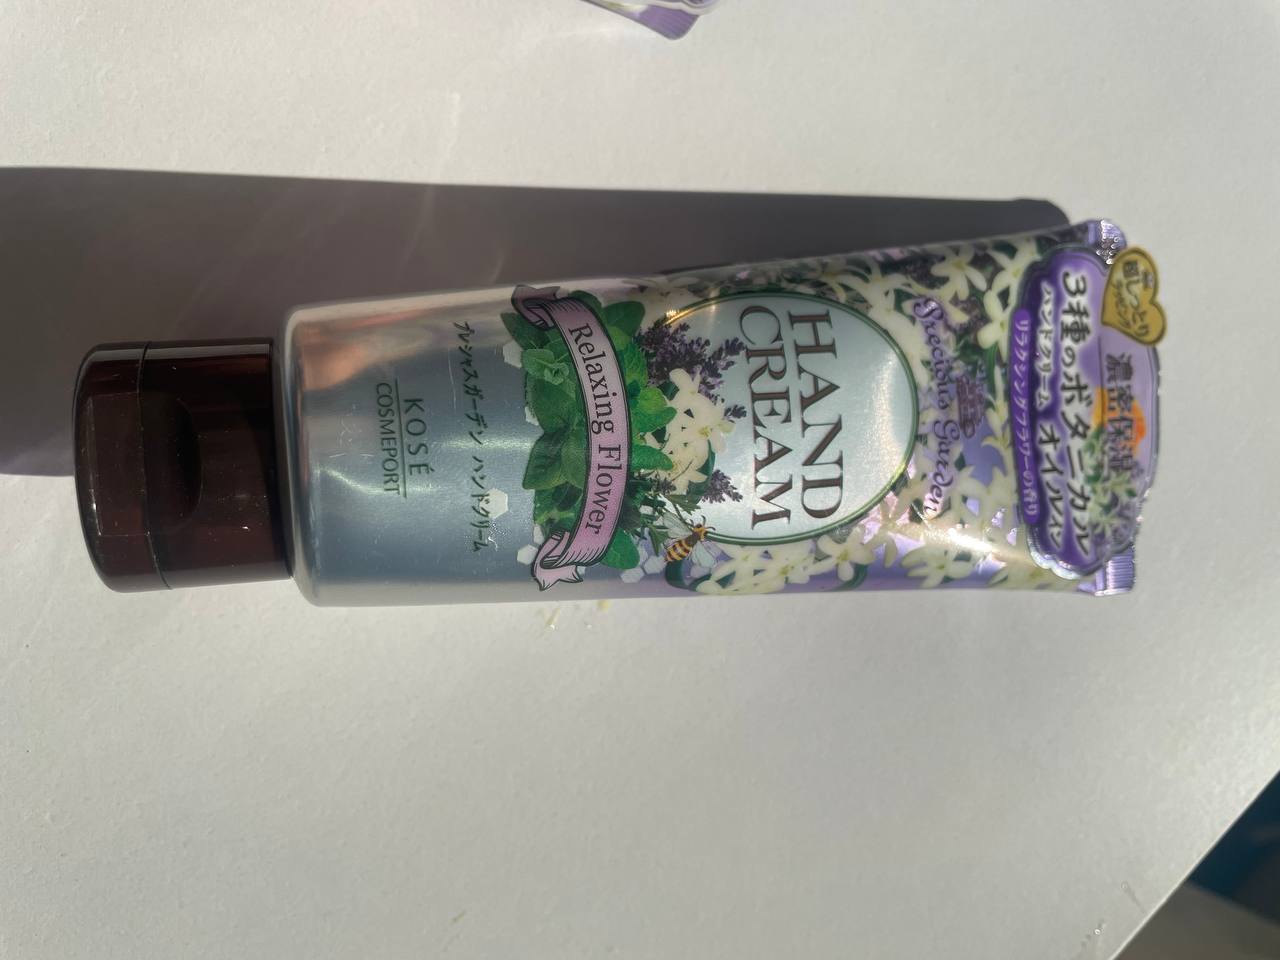 濃密保湿
3種のボタニカル
オイルイン
ハンドクリーム
リラクシングフラワーの香り
Precious Garden
HAND
CREAM
Relaxing Flower
プレシャスガーデン ハンドクリーム
KOSÉ
COSMEPORT